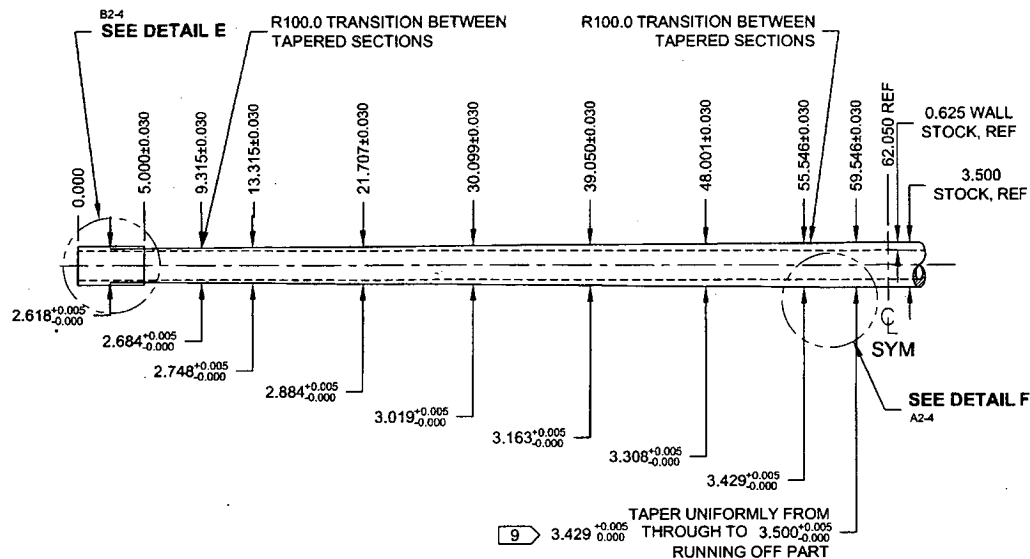 B2-4
SEE DETAIL E
R100.0 TRANSITION BETWEEN
TAPERED SECTIONS
R100.0 TRANSITION BETWEEN
TAPERED SECTIONS
0.000
5.000±0.030
9.315±0.030
13.315±0.030
21.707±0.030
30.099±0.030
39.050±0.030
48.001±0.030
55.546±0.030
59.546±0.030
62.050 REF
0.625 WALL
STOCK, REF
3.500
STOCK, REF
2.618 +0.005 -0.000
2.684 +0.005 -0.000
2.748 +0.005 -0.000
2.884 +0.005 -0.000
3.019 +0.005 -0.000
3.163 +0.005 -0.000
3.308 +0.005 -0.000
3.429 +0.005 -0.000
℄
SYM
SEE DETAIL F
A2-4
TAPER UNIFORMLY FROM
9 3.429 +0.005 0.000 THROUGH TO 3.500 +0.005 -0.000
RUNNING OFF PART